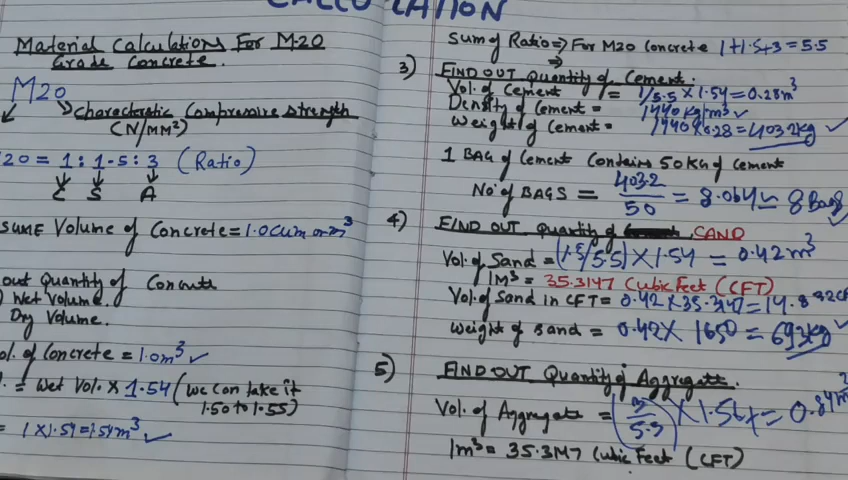 CALCULATION
Material Calculations For M-20
Grade Concrete.
M20
Characteristic Compressive Strength
(N/MM²)
20 = 1 : 1.5 : 3 (Ratio)
C S A
SUME Volume of Concrete = 1.0 cum or m³
out Quantity of Concrete
Wet Volume.
Dry Volume.
ol. of Concrete = 1.0m³
= Wet Vol. × 1.54 (we can take it
1.50 to 1.55)
= 1 × 1.54 = 1.54m³
Sum of Ratio ⇒ For M20 Concrete 1+1.5+3 = 5.5
⇒
3) FIND OUT Quantity of Cement:
Vol. of Cement = 1/5.5 × 1.54 = 0.28m³
Density of Cement = 1440 kg/m³
Weight of Cement = 1440 × 0.28 = 403.2kg
1 BAG of Cement Contains 50KG of Cement
No. of BAGS = 403.2/50 = 8.064 ≃ 8 Bags
4) FIND OUT Quantity of SAND
Vol. of Sand = (1.5/5.5) × 1.54 = 0.42m³
1M³ = 35.3147 Cubic Feet (CFT)
Vol. of Sand in CFT = 0.42 × 35.3147 = 14.832CF
Weight of Sand = 0.42 × 1650 = 693kg
5) FIND OUT Quantity of Aggregate.
Vol. of Aggregate = (3/5.5) × 1.54 = 0.84m³
1m³ = 35.3147 Cubic Feet (CFT)